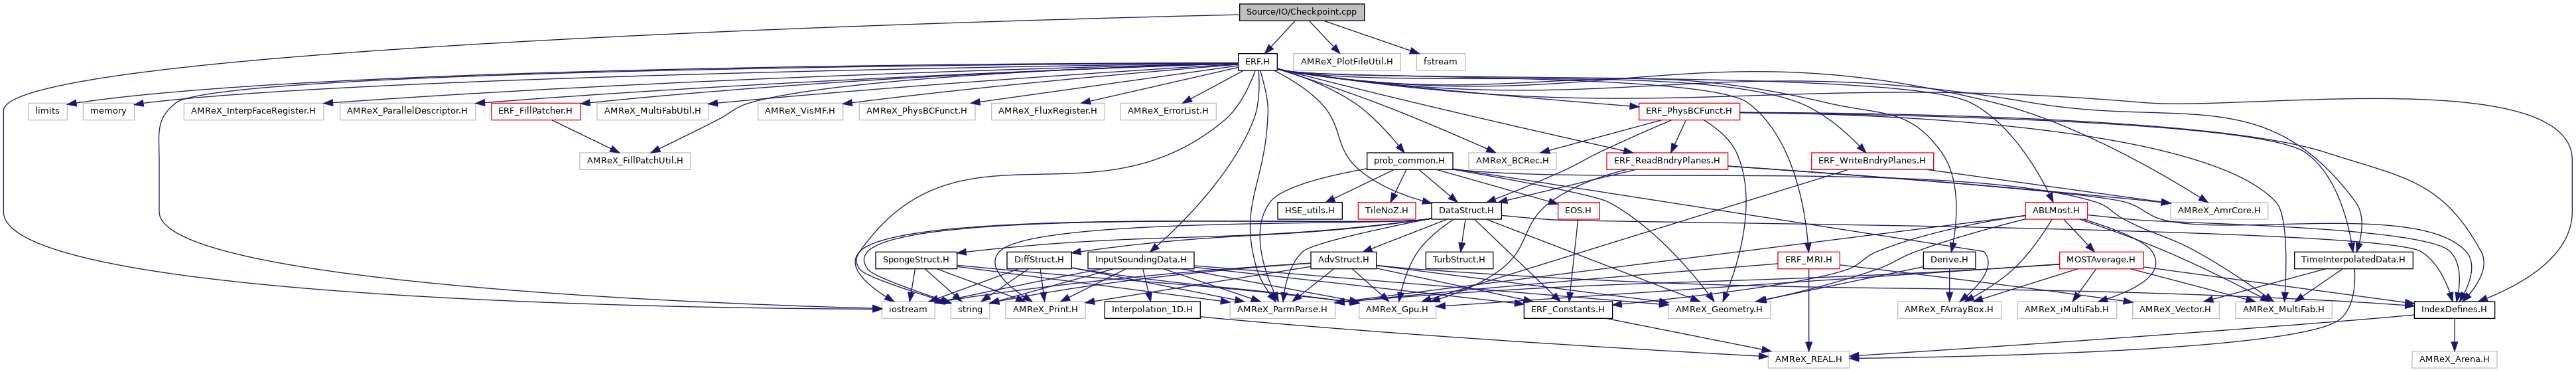 Source/IO/Checkpoint.cpp
ERF.H
AMReX_PlotFileUtil.H
fstream
limits
memory
AMReX_InterpFaceRegister.H
AMReX_ParallelDescriptor.H
ERF_FillPatcher.H
AMReX_MultiFabUtil.H
AMReX_VisMF.H
AMReX_PhysBCFunct.H
AMReX_FluxRegister.H
AMReX_ErrorList.H
ERF_PhysBCFunct.H
AMReX_FillPatchUtil.H
prob_common.H
AMReX_BCRec.H
ERF_ReadBndryPlanes.H
ERF_WriteBndryPlanes.H
HSE_utils.H
TileNoZ.H
DataStruct.H
EOS.H
ABLMost.H
AMReX_AmrCore.H
SpongeStruct.H
DiffStruct.H
InputSoundingData.H
AdvStruct.H
TurbStruct.H
ERF_MRI.H
Derive.H
MOSTAverage.H
TimeInterpolatedData.H
iostream
string
AMReX_Print.H
Interpolation_1D.H
AMReX_ParmParse.H
AMReX_Gpu.H
ERF_Constants.H
AMReX_Geometry.H
AMReX_FArrayBox.H
AMReX_iMultiFab.H
AMReX_Vector.H
AMReX_MultiFab.H
IndexDefines.H
AMReX_REAL.H
AMReX_Arena.H